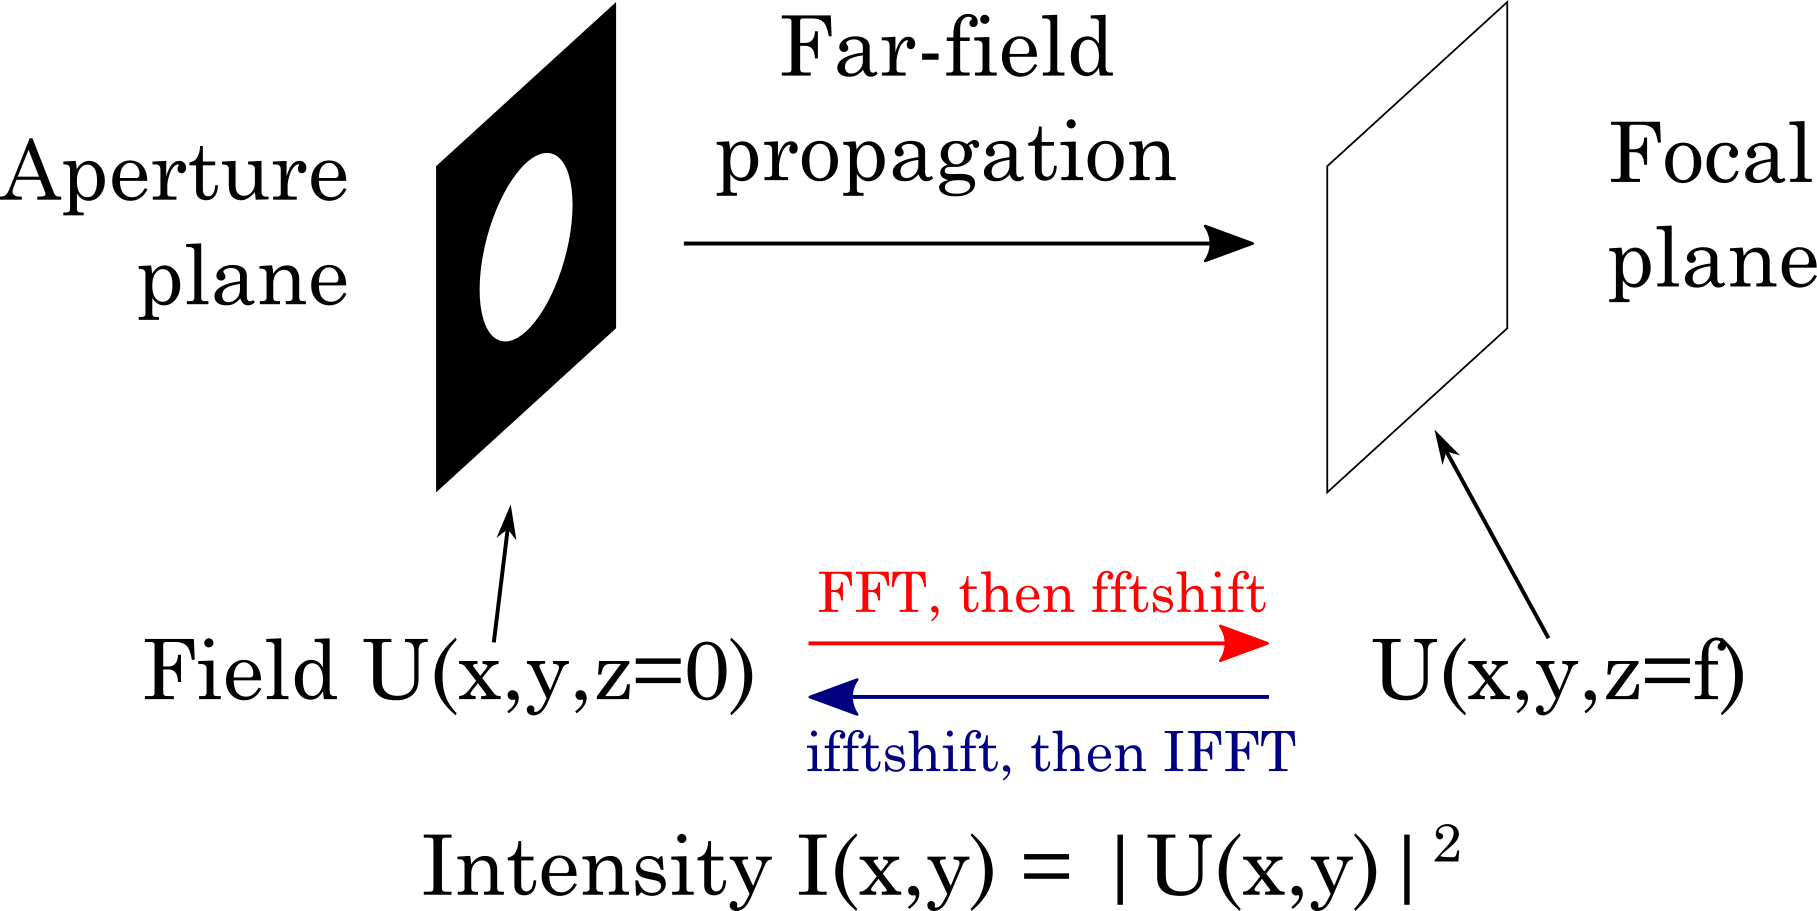 Aperture
plane
Far-field
propagation
Focal
plane
FFT, then fftshift
Field U(x,y,z=0)
U(x,y,z=f)
ifftshift, then IFFT
Intensity I(x,y) = |U(x,y)|²